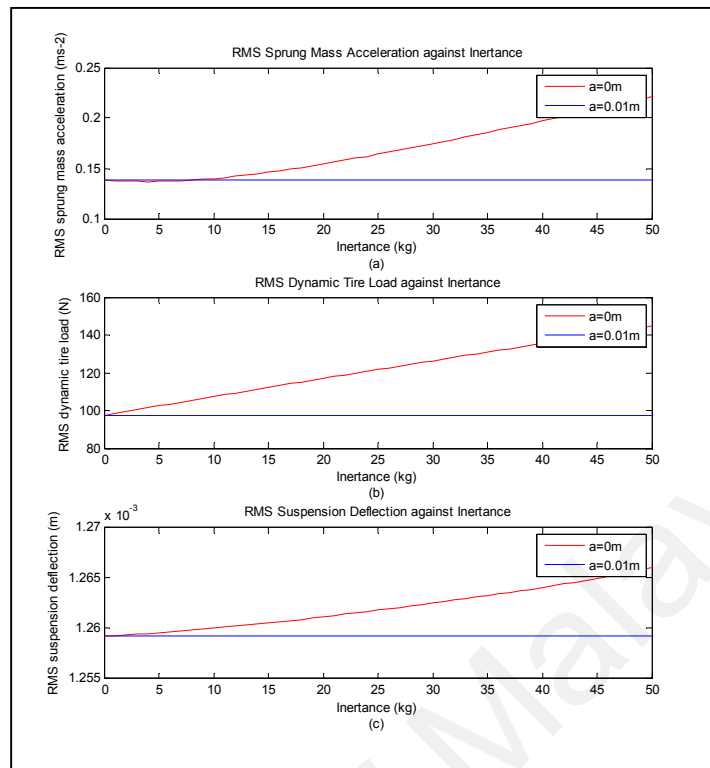 RMS Sprung Mass Acceleration against Inertance
RMS sprung mass acceleration (ms-2)
0.25
0.2
0.15
0.1
a=0m
a=0.01m
0 5 10 15 20 25 30 35 40 45 50
Inertance (kg)
(a)
RMS Dynamic Tire Load against Inertance
RMS dynamic tire load (N)
160
140
120
100
80
a=0m
a=0.01m
0 5 10 15 20 25 30 35 40 45 50
Inertance (kg)
(b)
RMS Suspension Deflection against Inertance
x 10-3
RMS suspension deflection (m)
1.27
1.265
1.26
1.255
a=0m
a=0.01m
0 5 10 15 20 25 30 35 40 45 50
Inertance (kg)
(c)
Malay